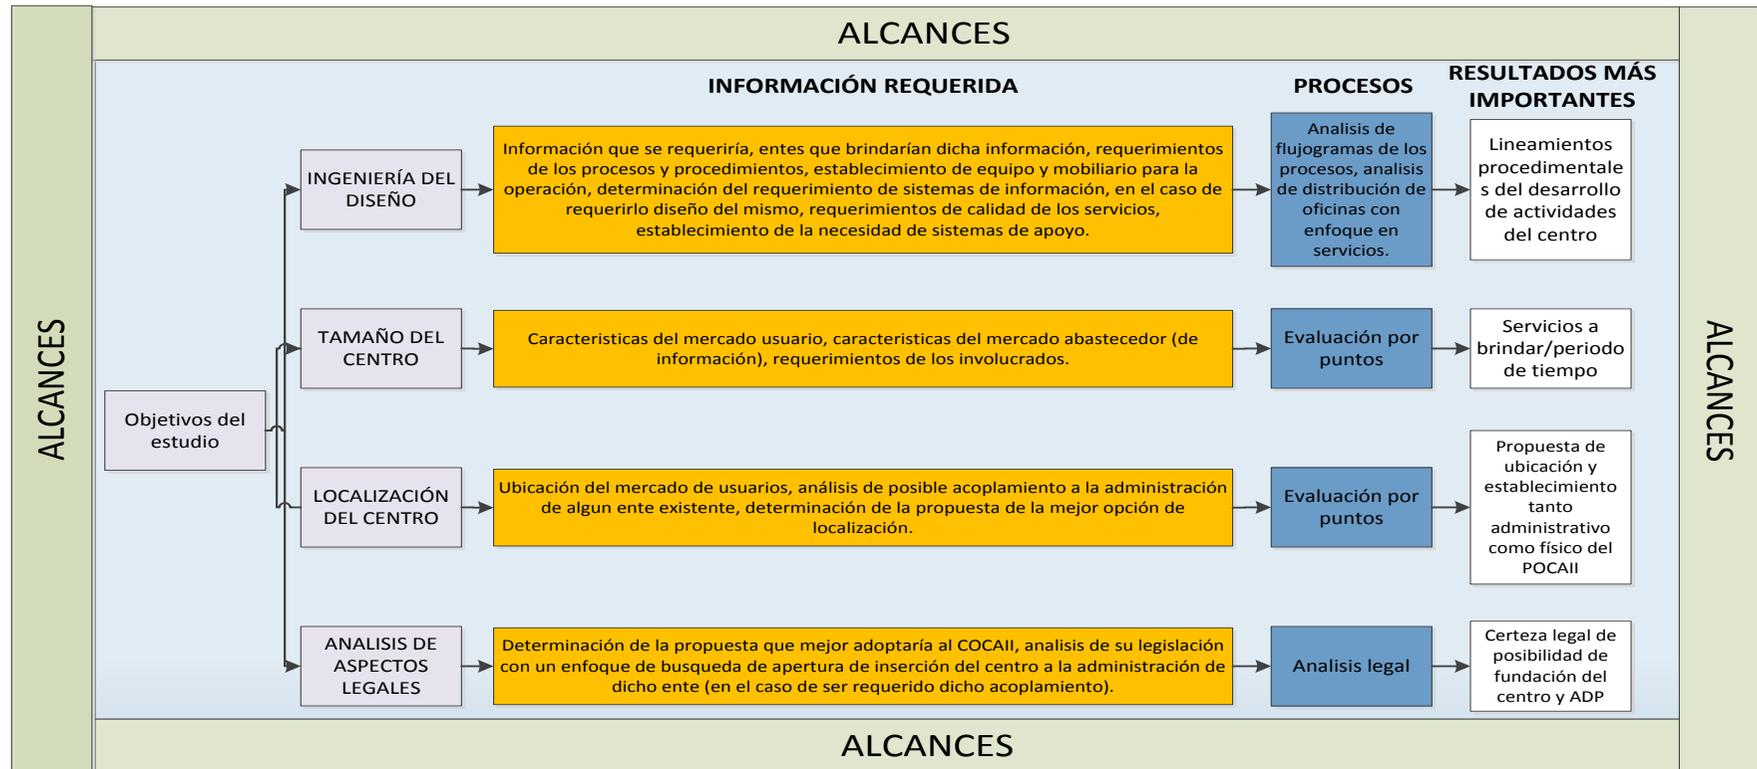 ALCANCES
ALCANCES
INFORMACIÓN REQUERIDA
PROCESOS
RESULTADOS MÁS
IMPORTANTES
Objetivos del
estudio
INGENIERÍA DEL
DISEÑO
Información que se requeriría, entes que brindarían dicha información, requerimientos
de los procesos y procedimientos, establecimiento de equipo y mobiliario para la
operación, determinación del requerimiento de sistemas de información, en el caso de
requerirlo diseño del mismo, requerimientos de calidad de los servicios,
establecimiento de la necesidad de sistemas de apoyo.
Analisis de
flujogramas de los
procesos, analisis
de distribución de
oficinas con
enfoque en
servicios.
Lineamientos
procedimentale
s del desarrollo
de actividades
del centro
TAMAÑO DEL
CENTRO
Caracteristicas del mercado usuario, caracteristicas del mercado abastecedor (de
información), requerimientos de los involucrados.
Evaluación por
puntos
Servicios a
brindar/periodo
de tiempo
LOCALIZACIÓN
DEL CENTRO
Ubicación del mercado de usuarios, análisis de posible acoplamiento a la administración
de algun ente existente, determinación de la propuesta de la mejor opción de
localización.
Evaluación por
puntos
Propuesta de
ubicación y
establecimiento
tanto
administrativo
como físico del
POCAII
ANALISIS DE
ASPECTOS
LEGALES
Determinación de la propuesta que mejor adoptaría al COCAII, analisis de su legislación
con un enfoque de busqueda de apertura de inserción del centro a la administración de
dicho ente (en el caso de ser requerido dicho acoplamiento).
Analisis legal
Certeza legal de
posibilidad de
fundación del
centro y ADP
ALCANCES
ALCANCES